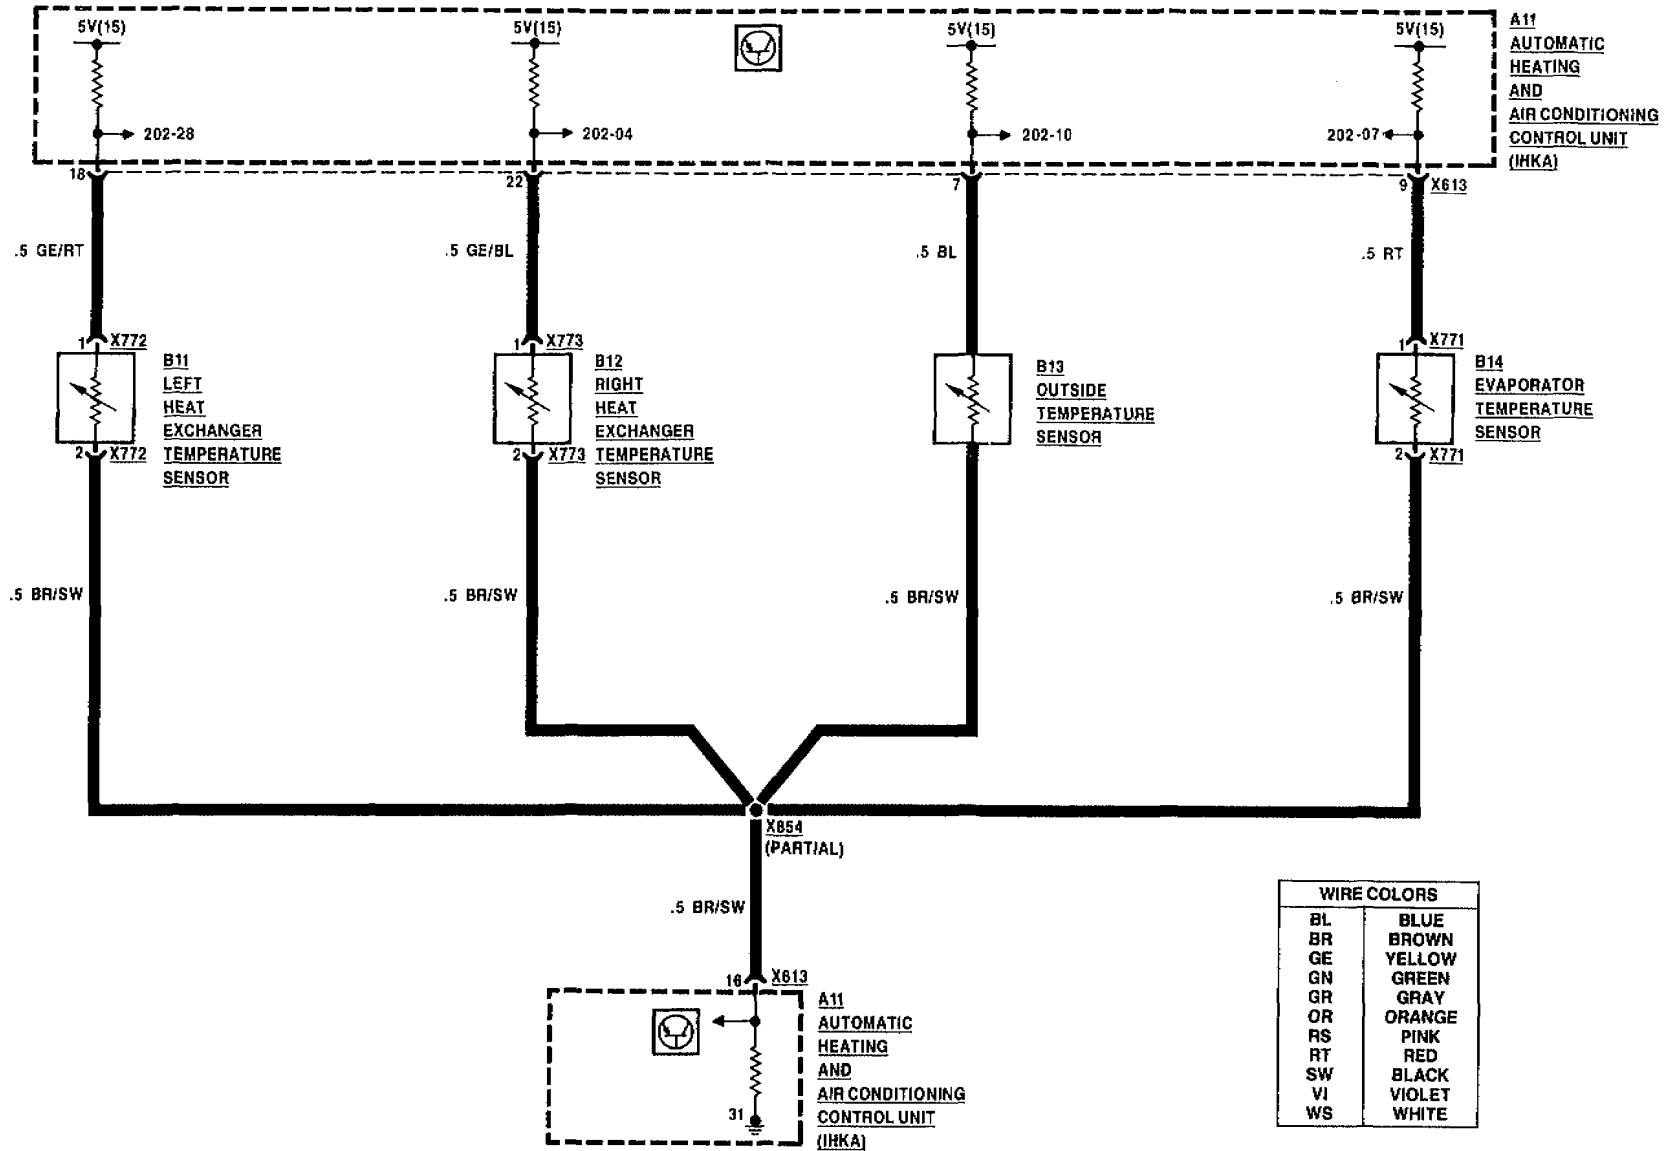 5V(15)
5V(15)
5V(15)
5V(15)
A11
AUTOMATIC
HEATING
AND
AIR CONDITIONING
CONTROL UNIT
(IHKA)
202-28
202-04
202-10
202-07
18
22
7
9
X613
.5 GE/RT
.5 GE/BL
.5 BL
.5 RT
1
X772
1
X773
1
X771
B11
LEFT
HEAT
EXCHANGER
TEMPERATURE
SENSOR
B12
RIGHT
HEAT
EXCHANGER
TEMPERATURE
SENSOR
B13
OUTSIDE
TEMPERATURE
SENSOR
B14
EVAPORATOR
TEMPERATURE
SENSOR
2
X772
2
X773
2
X771
.5 BR/SW
.5 BR/SW
.5 BR/SW
.5 BR/SW
X854
(PARTIAL)
.5 BR/SW
16
X613
A11
AUTOMATIC
HEATING
AND
AIR CONDITIONING
CONTROL UNIT
(IHKA)
31
WIRE COLORS
BL BLUE
BR BROWN
GE YELLOW
GN GREEN
GR GRAY
OR ORANGE
RS PINK
RT RED
SW BLACK
VI VIOLET
WS WHITE